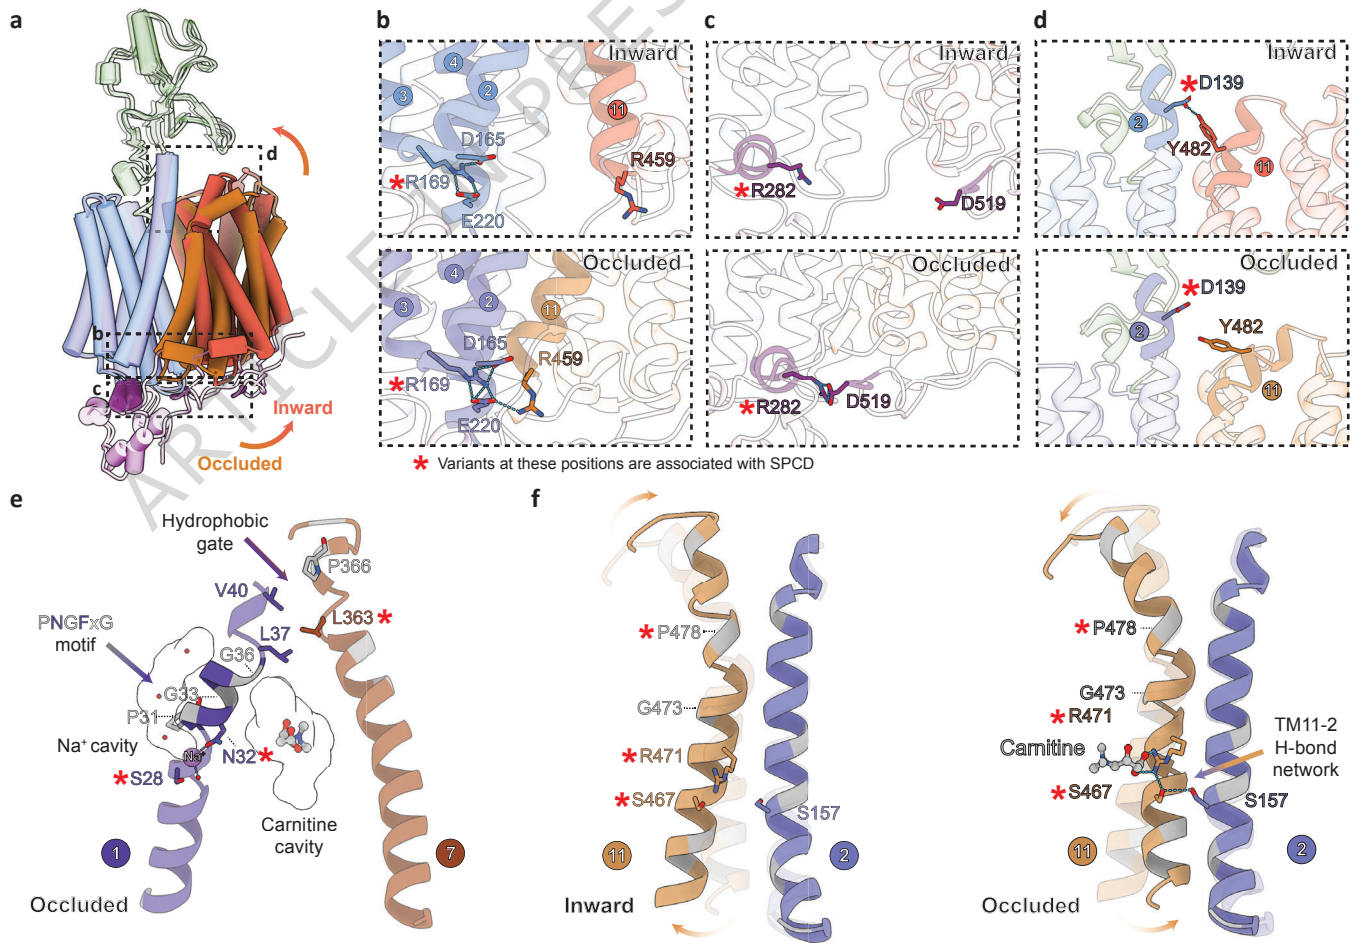 a
d
b
c
Inward
Occluded
b
Inward
4
3
2
11
D165
*R169
E220
R459
Occluded
4
3
2
11
D165
R459
*R169
E220
c
Inward
*R282
D519
Occluded
*R282
D519
d
Inward
*D139
2
Y482
11
Occluded
*D139
2
Y482
11
* Variants at these positions are associated with SPCD
ARTICLE IN PRESS
e
Hydrophobic
gate
P366
V40
L363*
PNGFxG
motif
L37
G36
G33
P31
Na+ cavity
N32*
Na+
*S28
Carnitine
cavity
1
7
Occluded
f
*P478
G473
*R471
*S467
S157
11
2
Inward
*P478
G473
*R471
Carnitine
TM11-2
H-bond
network
*S467
S157
11
2
Occluded